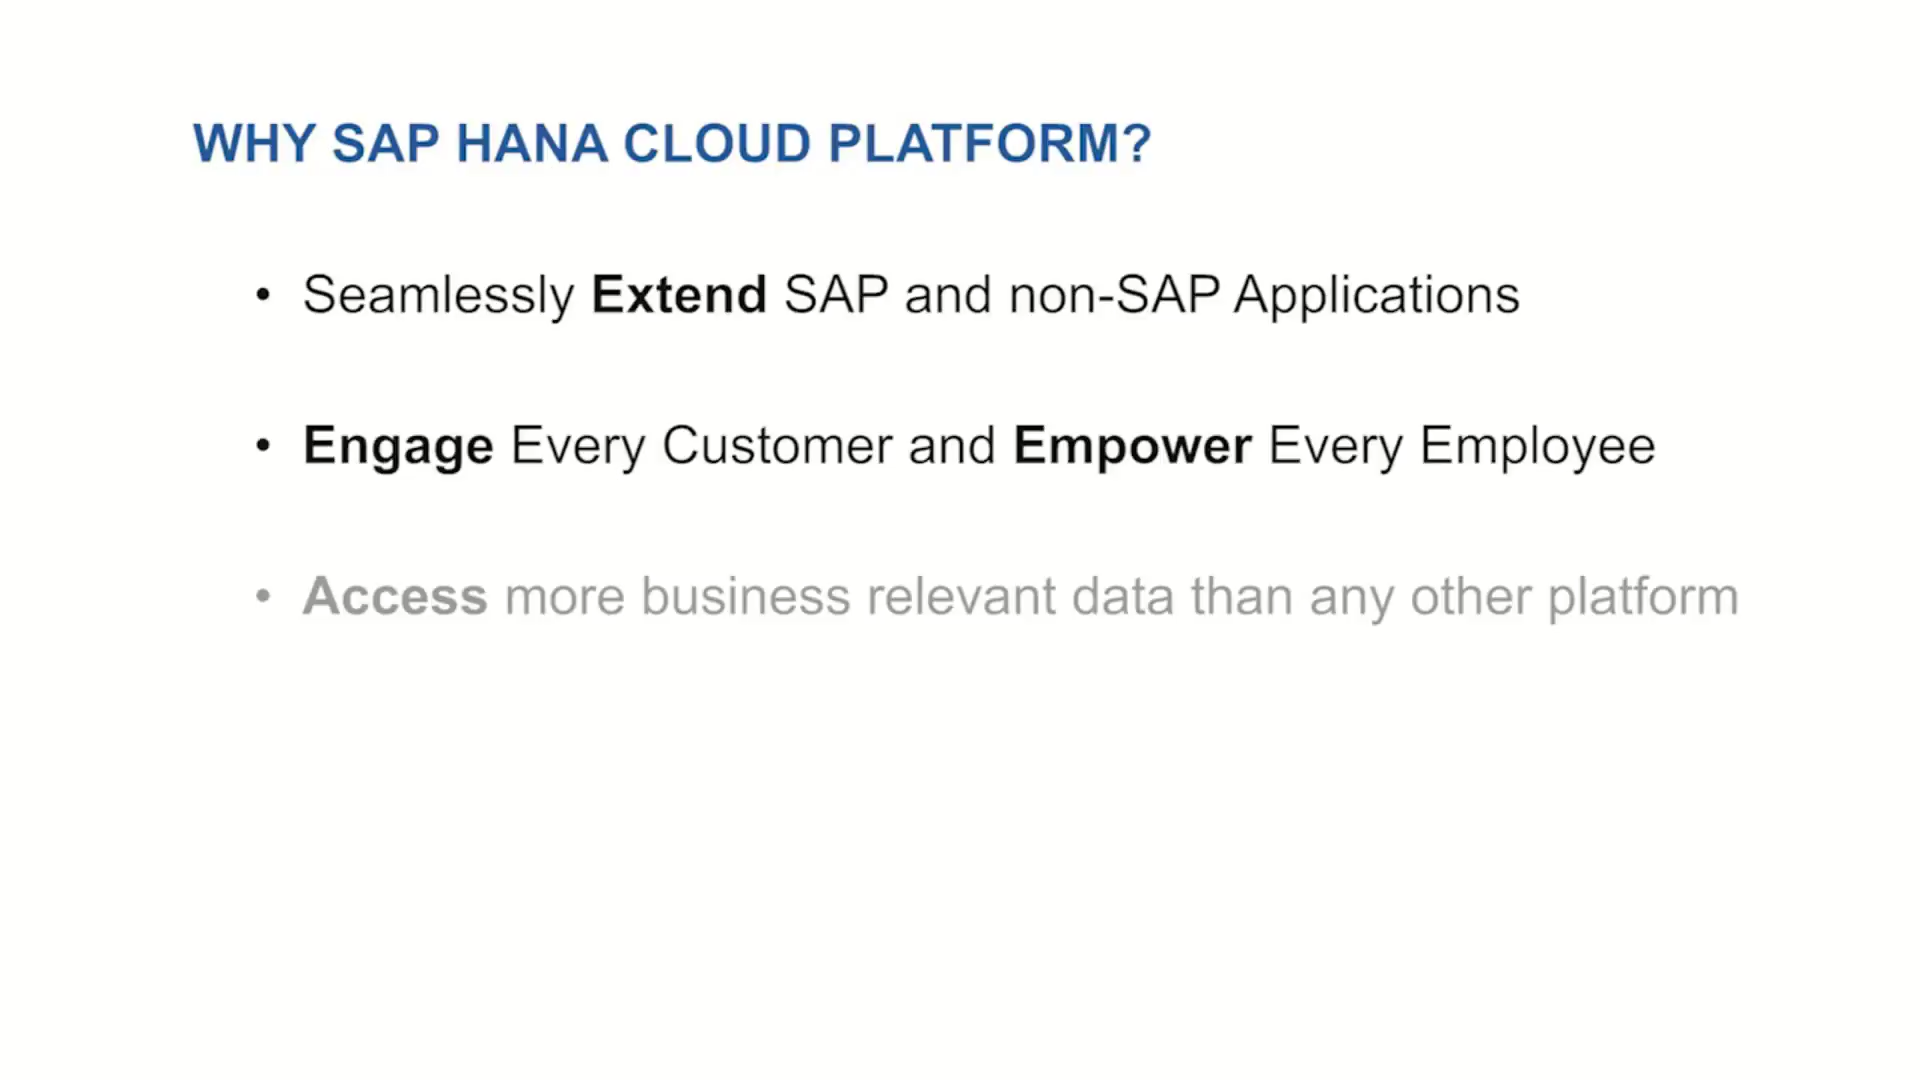 WHY SAP HANA CLOUD PLATFORM?
• Seamlessly Extend SAP and non-SAP Applications
• Engage Every Customer and Empower Every Employee
• Access more business relevant data than any other platform